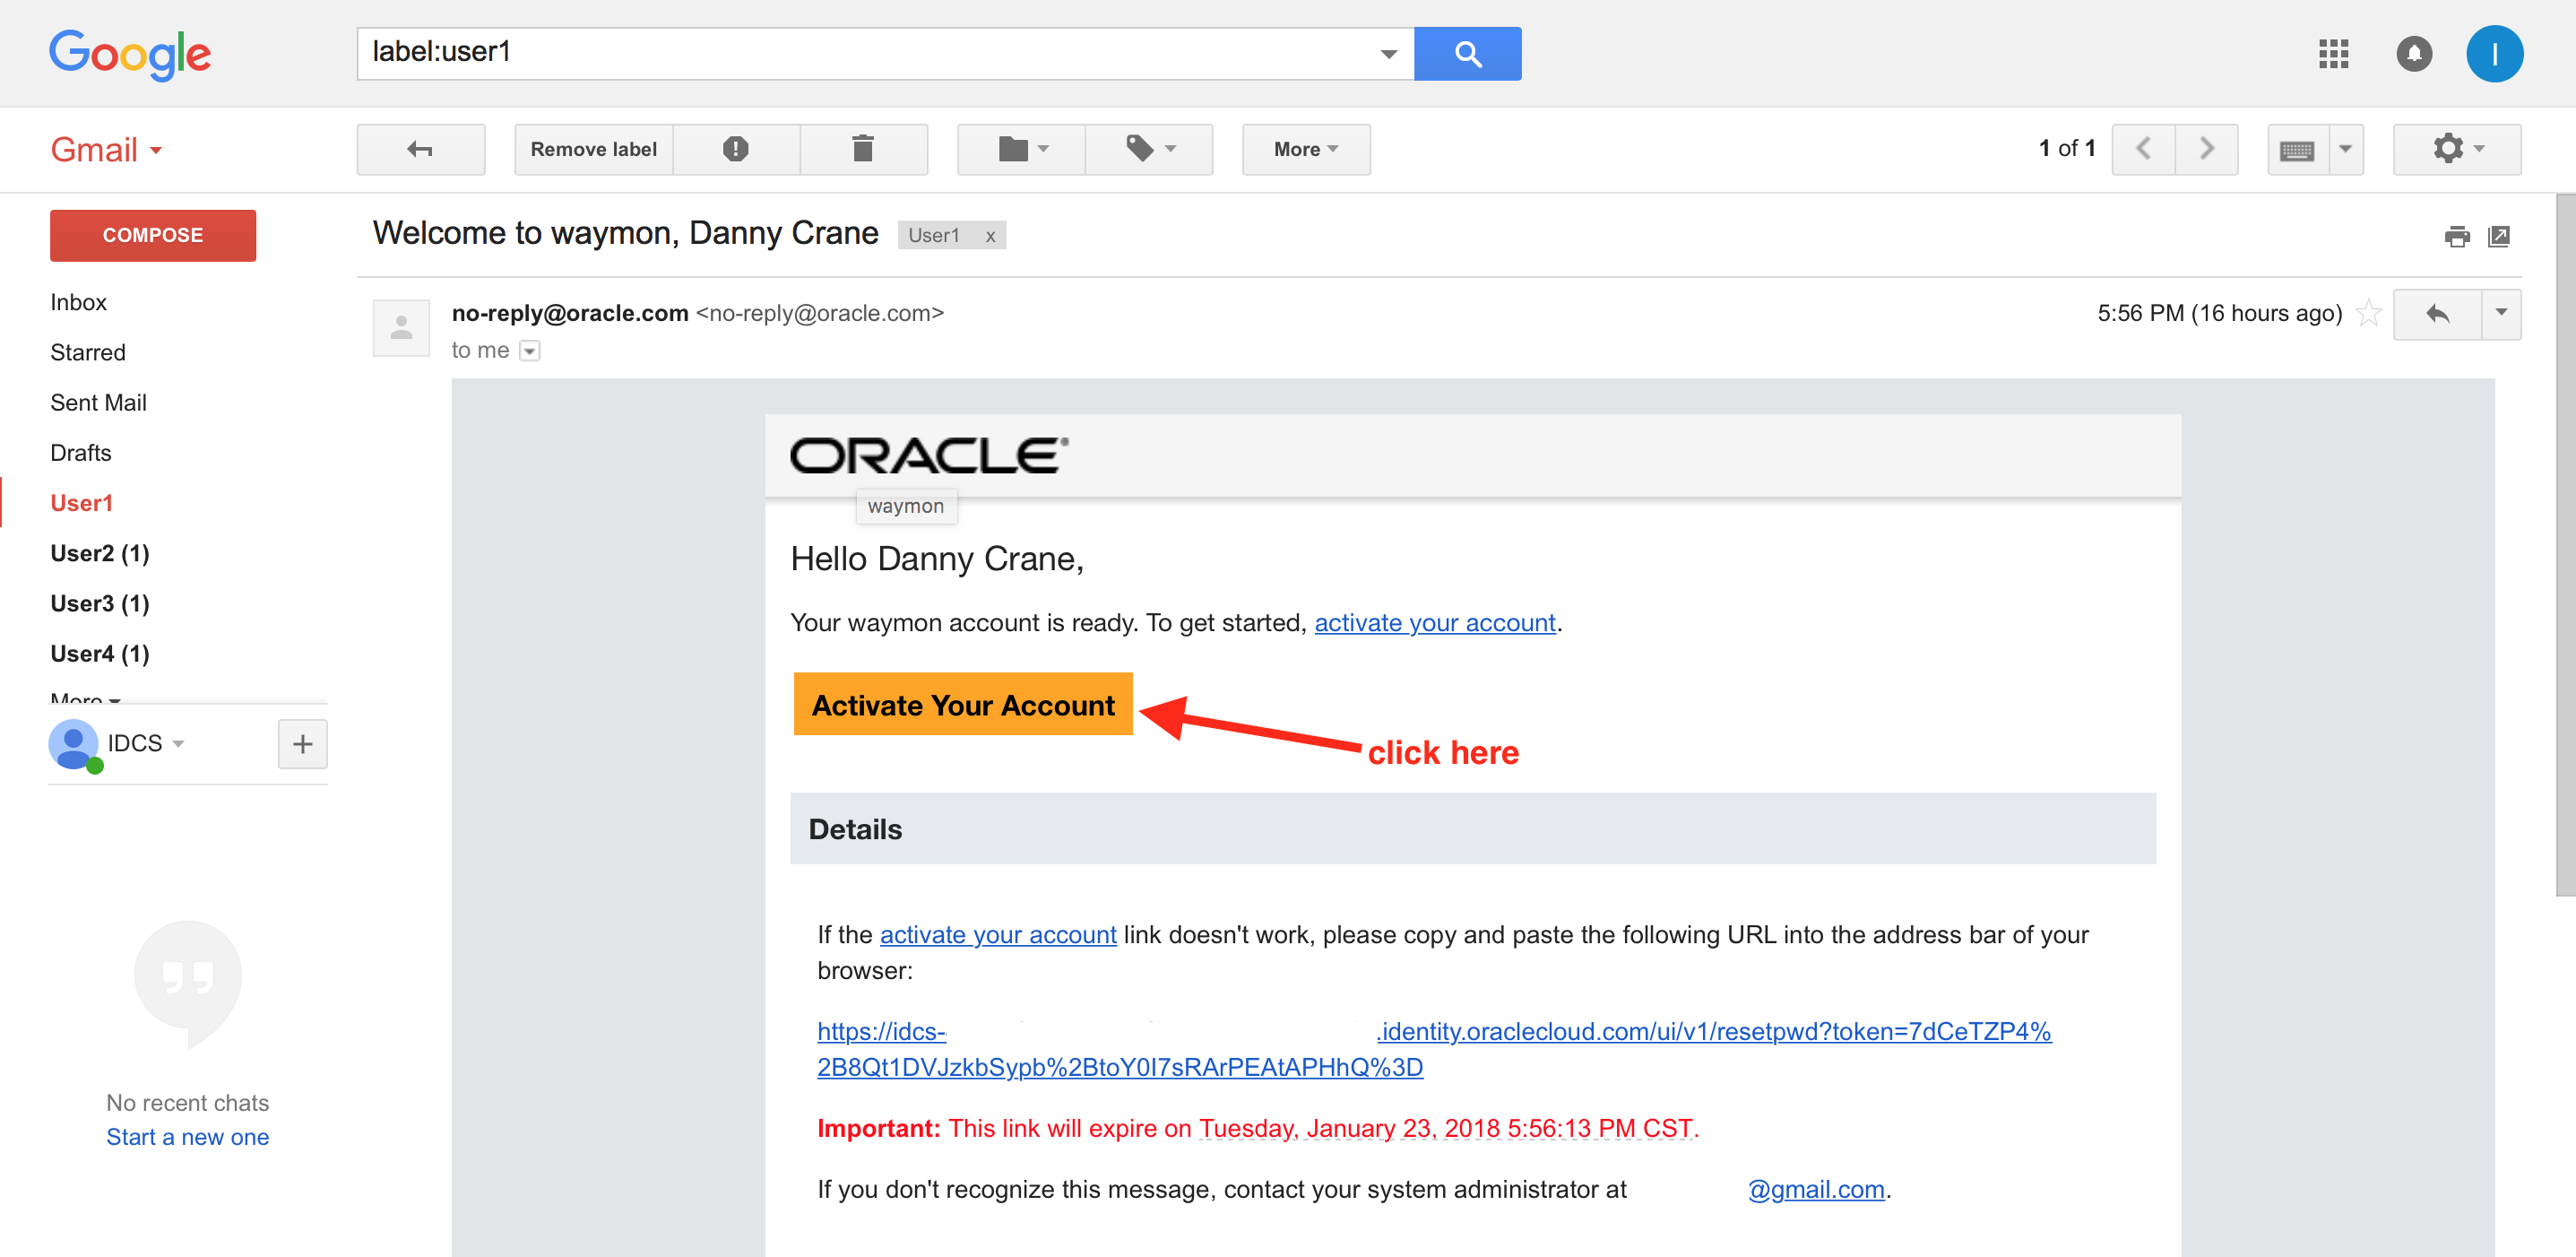 Google
label:user1
I
Gmail
Remove label
More
1 of 1
COMPOSE
Welcome to waymon, Danny Crane
User1 x
Inbox
Starred
Sent Mail
Drafts
User1
User2 (1)
User3 (1)
User4 (1)
More
IDCS
No recent chats
Start a new one
no-reply@oracle.com <no-reply@oracle.com>
5:56 PM (16 hours ago)
to me
ORACLE
waymon
Hello Danny Crane,
Your waymon account is ready. To get started, activate your account.
Activate Your Account
click here
Details
If the activate your account link doesn't work, please copy and paste the following URL into the address bar of your
browser:
https://idcs- .identity.oraclecloud.com/ui/v1/resetpwd?token=7dCeTZP4%
2B8Qt1DVJzkbSypb%2BtoY0I7sRArPEAtAPHhQ%3D
Important: This link will expire on Tuesday, January 23, 2018 5:56:13 PM CST.
If you don't recognize this message, contact your system administrator at @gmail.com.